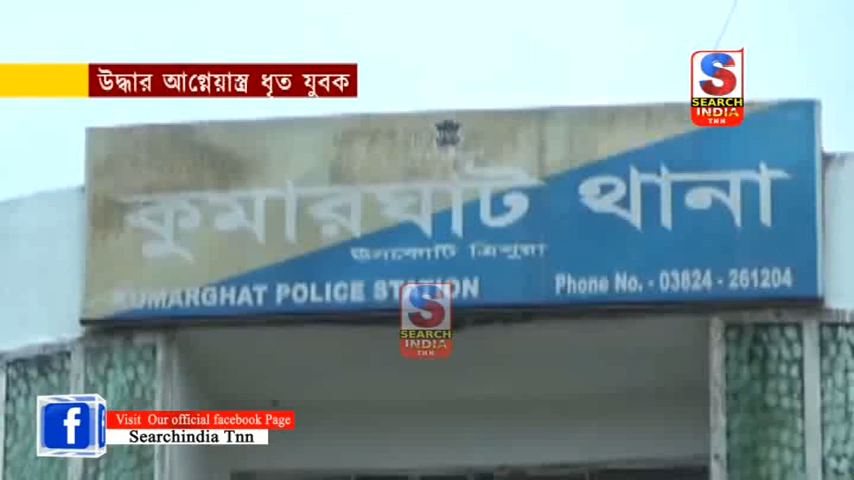 উদ্ধার আগ্নেয়াস্ত্র ধৃত যুবক
S
SEARCH
INDIA
TNN
কুমারঘাট থানা
ঊনকোটি ত্রিপুরা
KUMARGHAT POLICE STATION
Phone No. - 03824 - 261204
S
SEARCH
INDIA
TNN
f
Visit Our official facebook Page
Searchindia Tnn